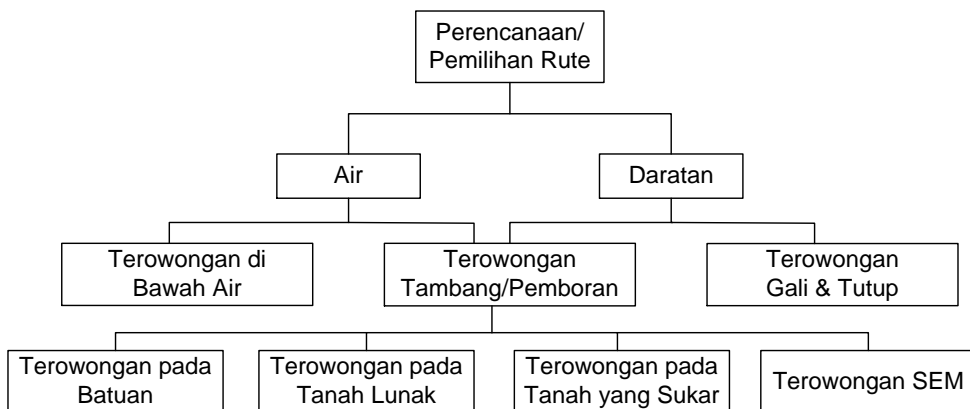 Perencanaan/
Pemilihan Rute
Air
Daratan
Terowongan di
Bawah Air
Terowongan
Tambang/Pemboran
Terowongan
Gali & Tutup
Terowongan pada
Batuan
Terowongan pada
Tanah Lunak
Terowongan pada
Tanah yang Sukar
Terowongan SEM